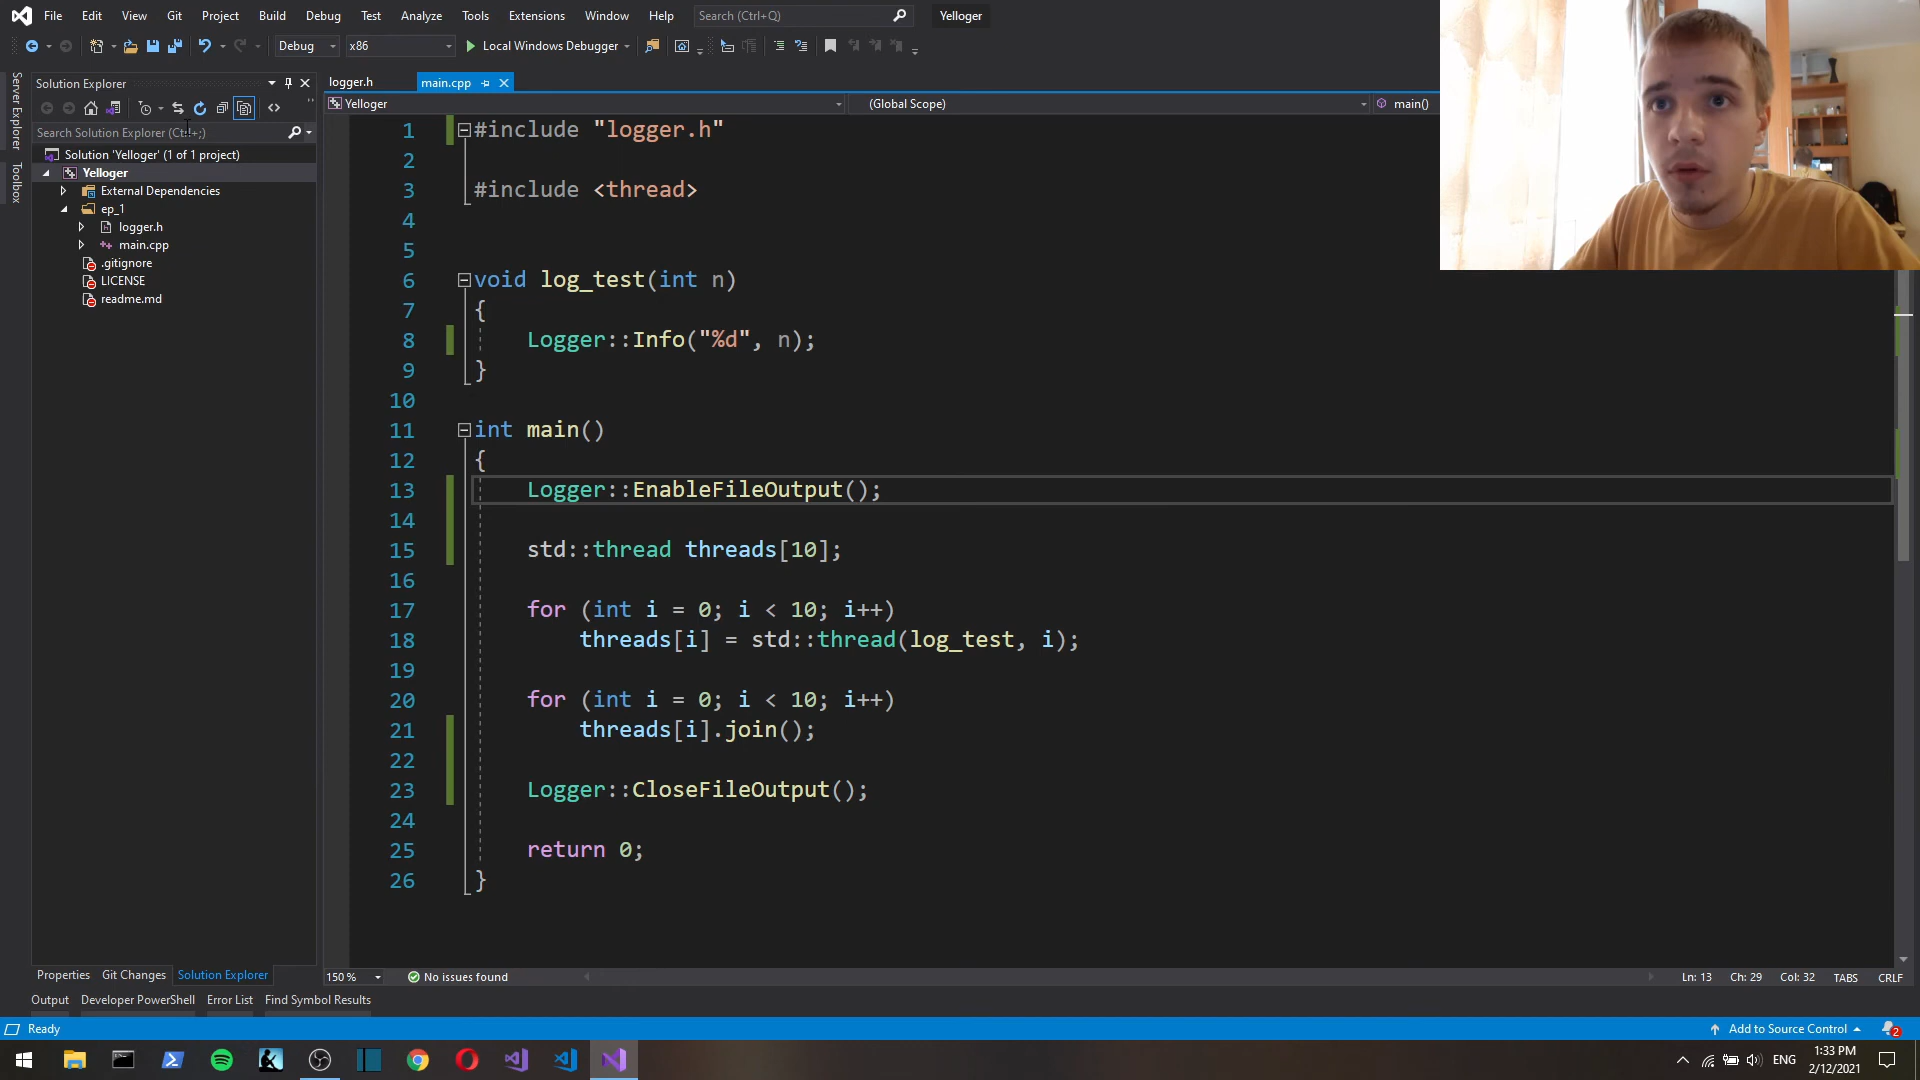 File Edit View Git Project Build Debug Test Analyze Tools Extensions Window Help Search (Ctrl+Q) Yelloger
Debug x86 Local Windows Debugger
Server Explorer
Toolbox
Solution Explorer
Search Solution Explorer (Ctrl+;)
Solution 'Yelloger' (1 of 1 project)
Yelloger
External Dependencies
ep_1
logger.h
main.cpp
.gitignore
LICENSE
readme.md
Properties Git Changes Solution Explorer
logger.h main.cpp
Yelloger (Global Scope) main()
1 #include "logger.h"
2
3 #include <thread>
4
5
6 void log_test(int n)
7 {
8 Logger::Info("%d", n);
9 }
10
11 int main()
12 {
13 Logger::EnableFileOutput();
14
15 std::thread threads[10];
16
17 for (int i = 0; i < 10; i++)
18 threads[i] = std::thread(log_test, i);
19
20 for (int i = 0; i < 10; i++)
21 threads[i].join();
22
23 Logger::CloseFileOutput();
24
25 return 0;
26 }
150 % No issues found Ln: 13 Ch: 29 Col: 32 TABS CRLF
Output Developer PowerShell Error List Find Symbol Results
Ready Add to Source Control 2
ENG 1:33 PM
2/12/2021